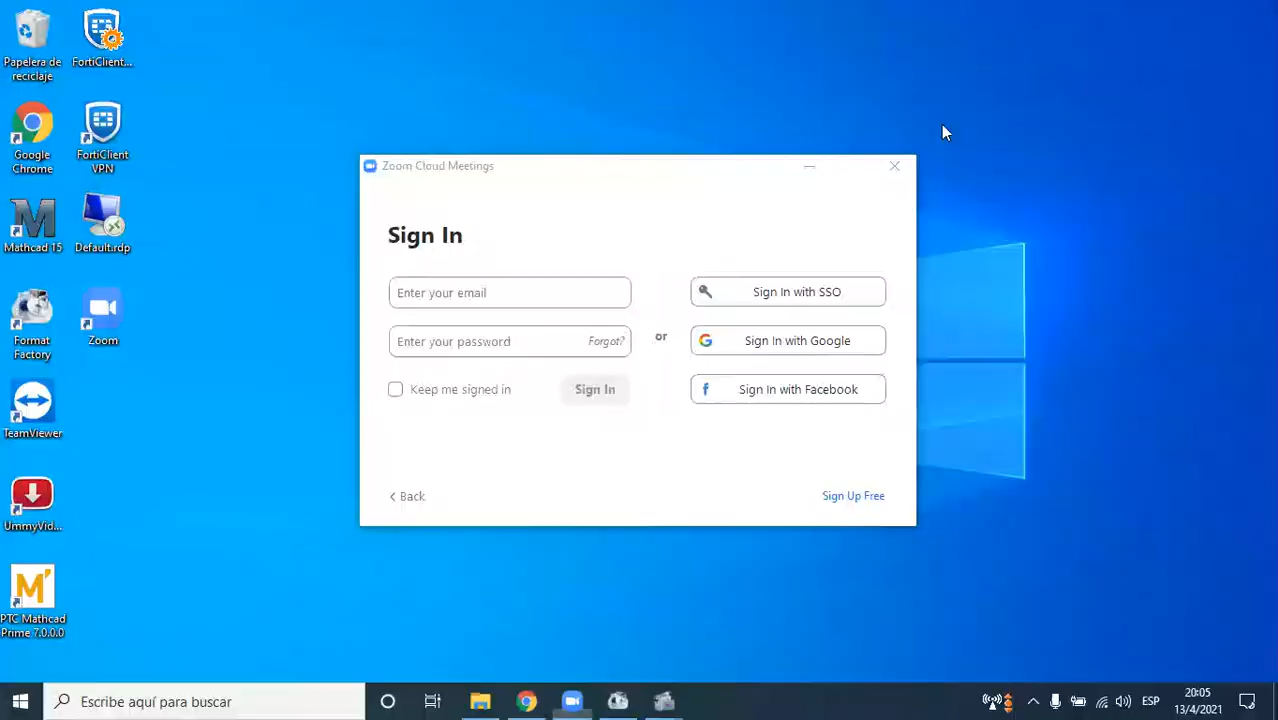 Papelera de
reciclaje
FortiClient...
Google
Chrome
FortiClient
VPN
Mathcad 15
Default.rdp
Format
Factory
Zoom
TeamViewer
UmmyVid...
PTC Mathcad
Prime 7.0.0.0
Zoom Cloud Meetings
Sign In
Enter your email
Enter your password
Forgot?
Keep me signed in
Sign In
or
Sign In with SSO
Sign In with Google
Sign In with Facebook
Back
Sign Up Free
Escribe aquí para buscar
ESP
20:05
13/4/2021